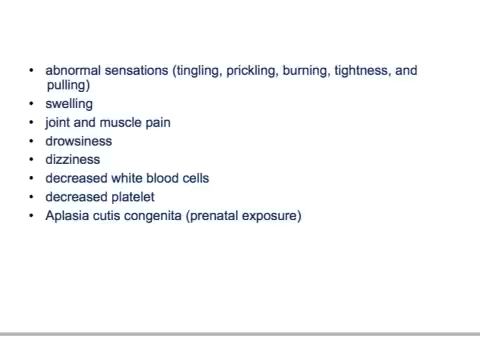 • abnormal sensations (tingling, prickling, burning, tightness, and
pulling)
• swelling
• joint and muscle pain
• drowsiness
• dizziness
• decreased white blood cells
• decreased platelet
• Aplasia cutis congenita (prenatal exposure)